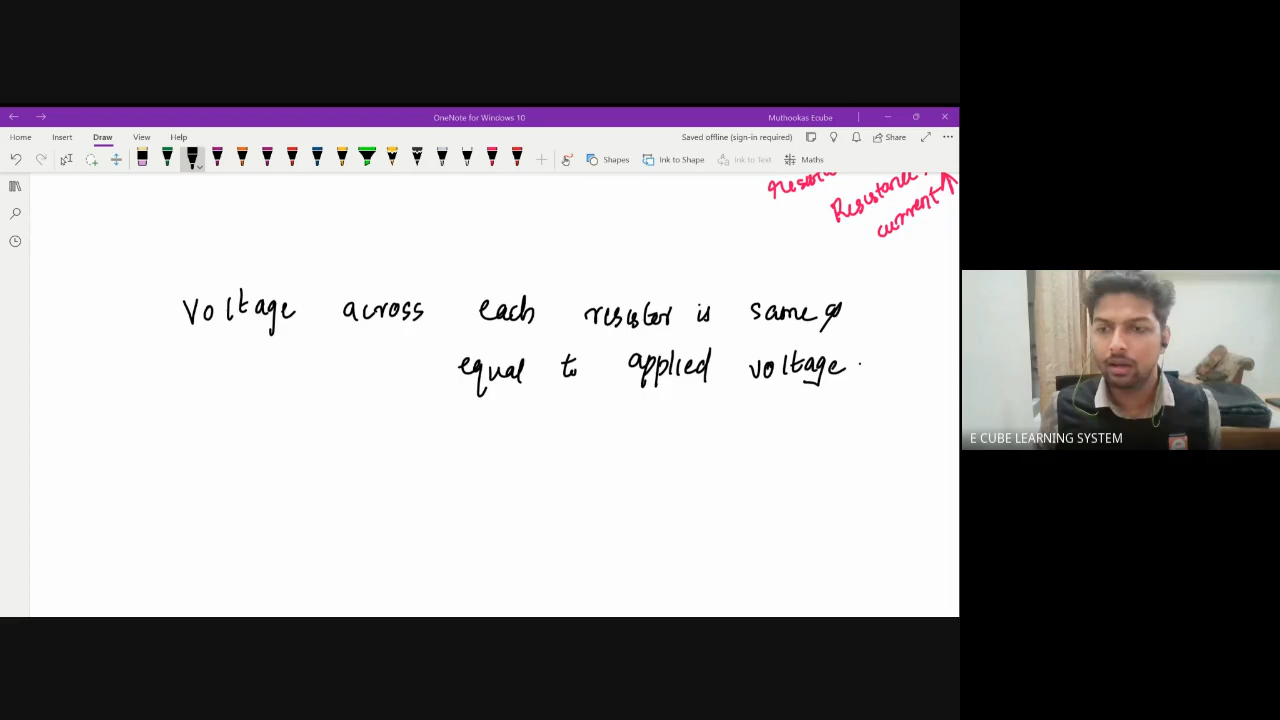 OneNote for Windows 10
Muthookas Ecube
Home Insert Draw View Help
Saved offline (sign-in required)
Share
Shapes
Ink to Shape
Ink to Text
Maths
Resistance
current
voltage across each resistor is same &
equal to applied voltage.
E CUBE LEARNING SYSTEM